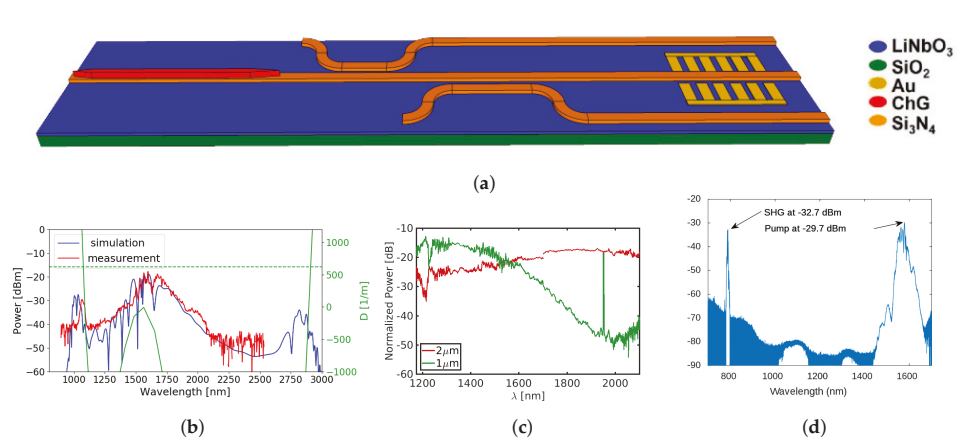 LiNbO₃
SiO₂
Au
ChG
Si₃N₄
(a)
0
−10
−20
−30
−40
−50
−60
Power [dBm]
simulation
measurement
1000
500
0
−500
−1000
D [1/m]
900 1250 1500 1750 2000 2250 2500 2750 3000
Wavelength [nm]
(b)
-10
-20
-30
-40
-50
-60
Normalized Power [dB]
2μm
1μm
1200 1400 1600 1800 2000
λ [nm]
(c)
-20
-30
-40
-50
-60
-70
-80
-90
SHG at -32.7 dBm
Pump at -29.7 dBm
800 1000 1200 1400 1600
Wavelength (nm)
(d)